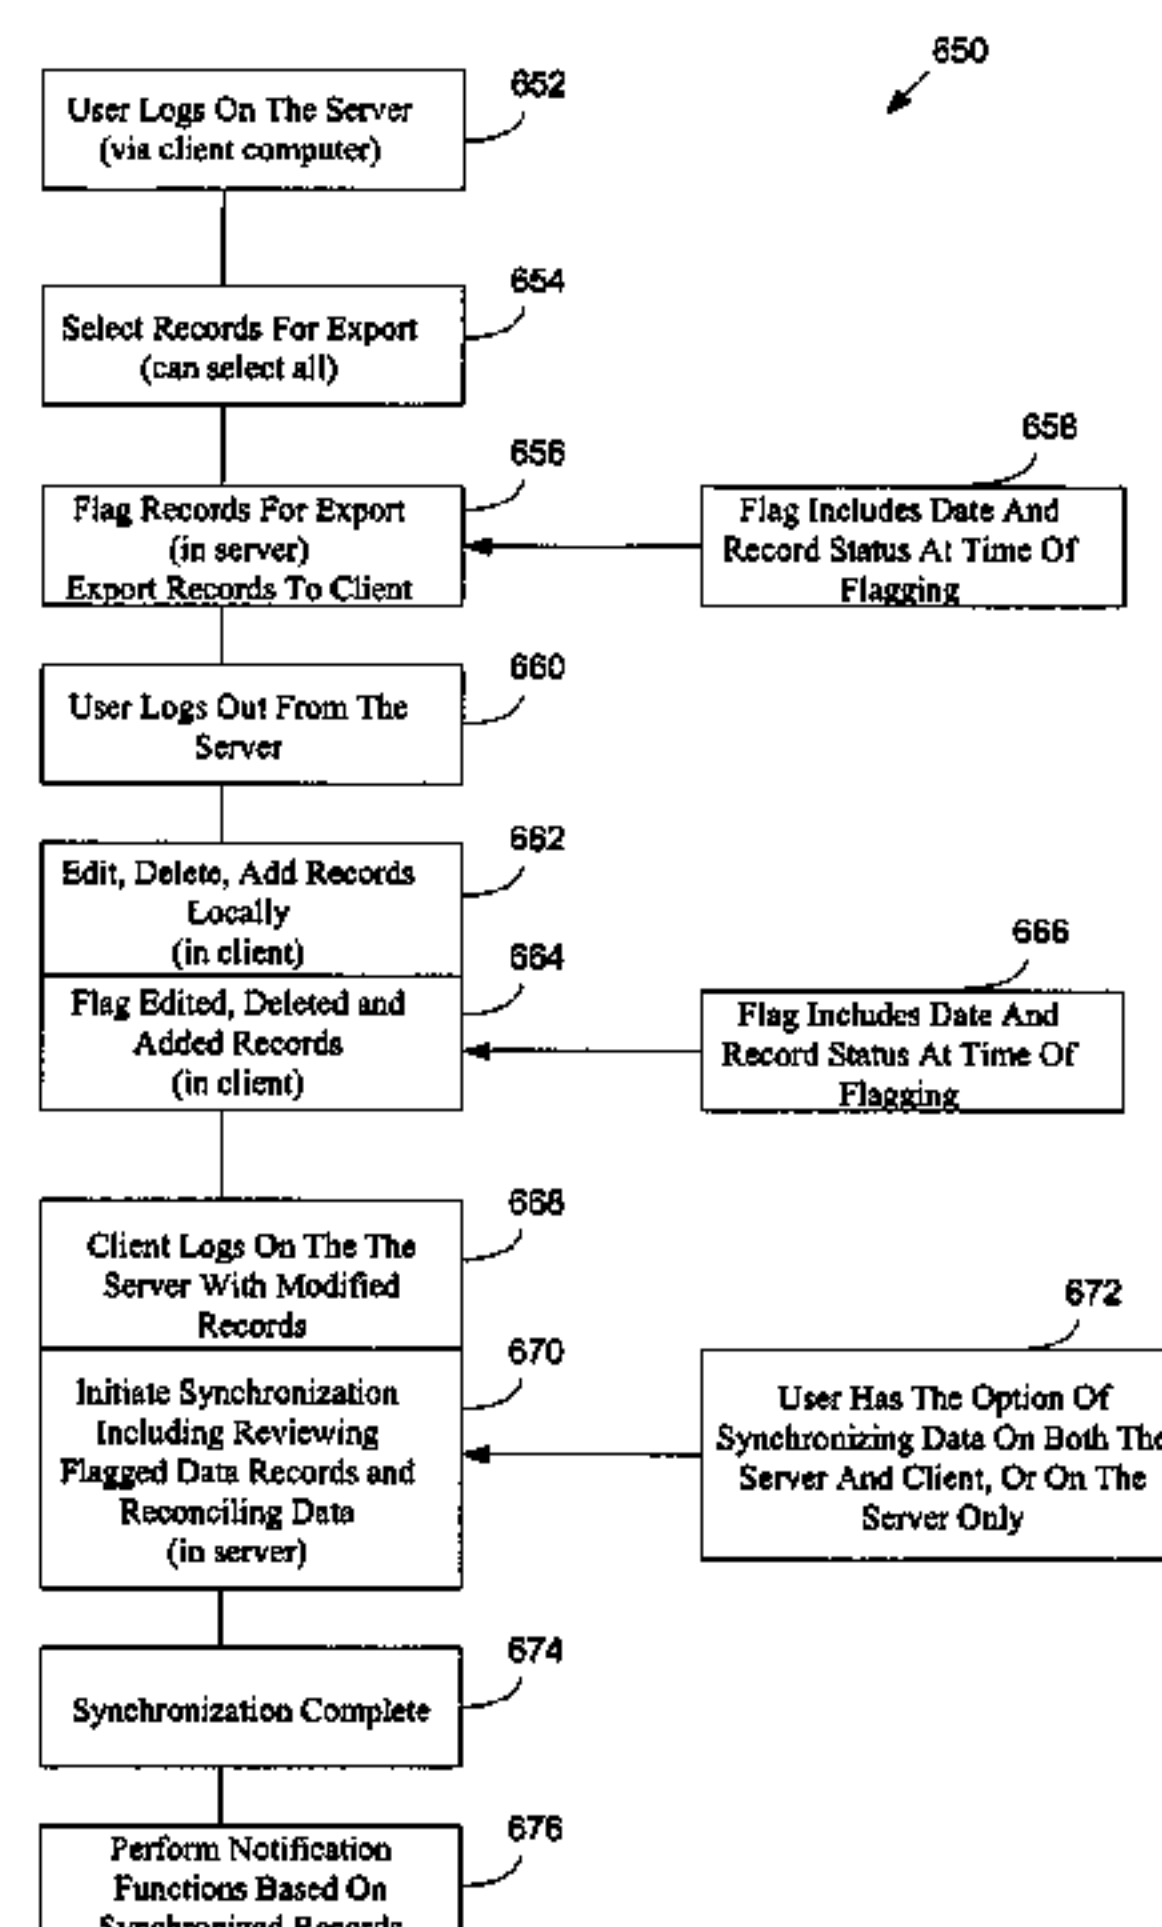 650
652
User Logs On The Server
(via client computer)
654
Select Records For Export
(can select all)
656
Flag Records For Export
(in server)
Export Records To Client
658
Flag Includes Date And
Record Status At Time Of
Flagging
660
User Logs Out From The
Server
662
Edit, Delete, Add Records
Locally
(in client)
664
Flag Edited, Deleted and
Added Records
(in client)
666
Flag Includes Date And
Record Status At Time Of
Flagging
668
Client Logs On The The
Server With Modified
Records
670
Initiate Synchronization
Including Reviewing
Flagged Data Records and
Reconciling Data
(in server)
672
User Has The Option Of
Synchronizing Data On Both The
Server And Client, Or On The
Server Only
674
Synchronization Complete
676
Perform Notification
Functions Based On
Synchronized Records